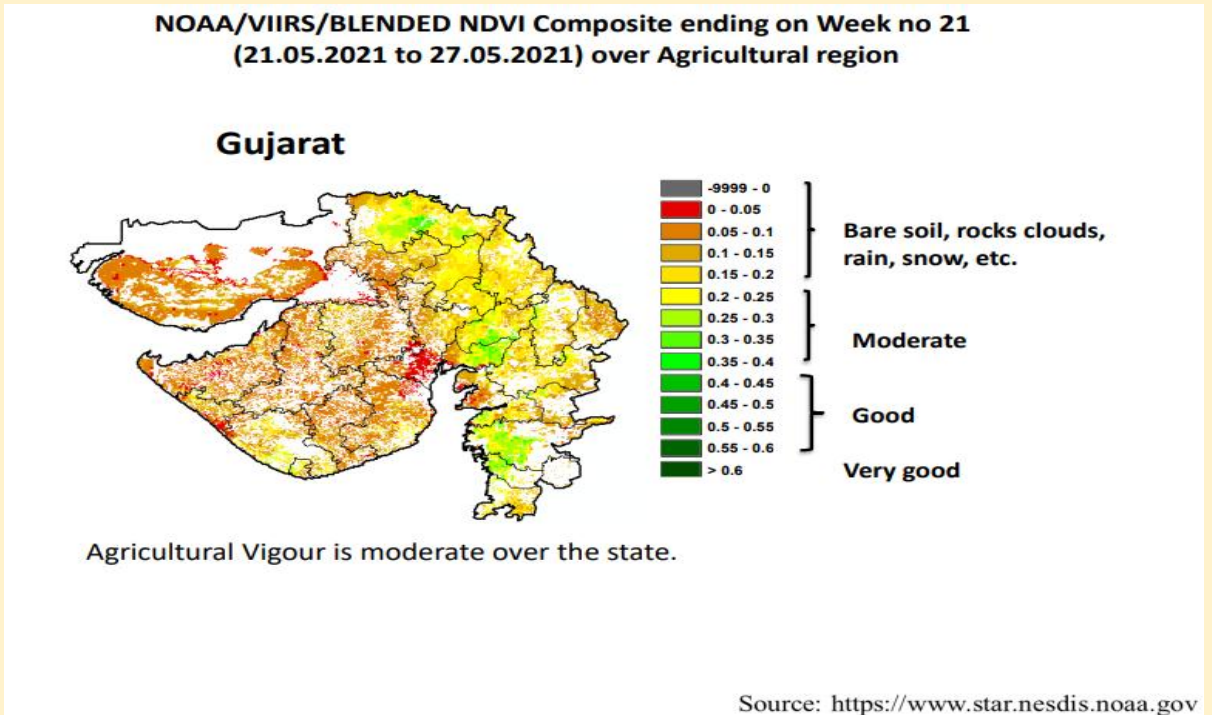 NOAA/VIIRS/BLENDED NDVI Composite ending on Week no 21
(21.05.2021 to 27.05.2021) over Agricultural region
Gujarat
-9999 - 0
0 - 0.05
0.05 - 0.1
0.1 - 0.15
0.15 - 0.2
0.2 - 0.25
0.25 - 0.3
0.3 - 0.35
0.35 - 0.4
0.4 - 0.45
0.45 - 0.5
0.5 - 0.55
0.55 - 0.6
> 0.6
Bare soil, rocks clouds,
rain, snow, etc.
Moderate
Good
Very good
Agricultural Vigour is moderate over the state.
Source: https://www.star.nesdis.noaa.gov